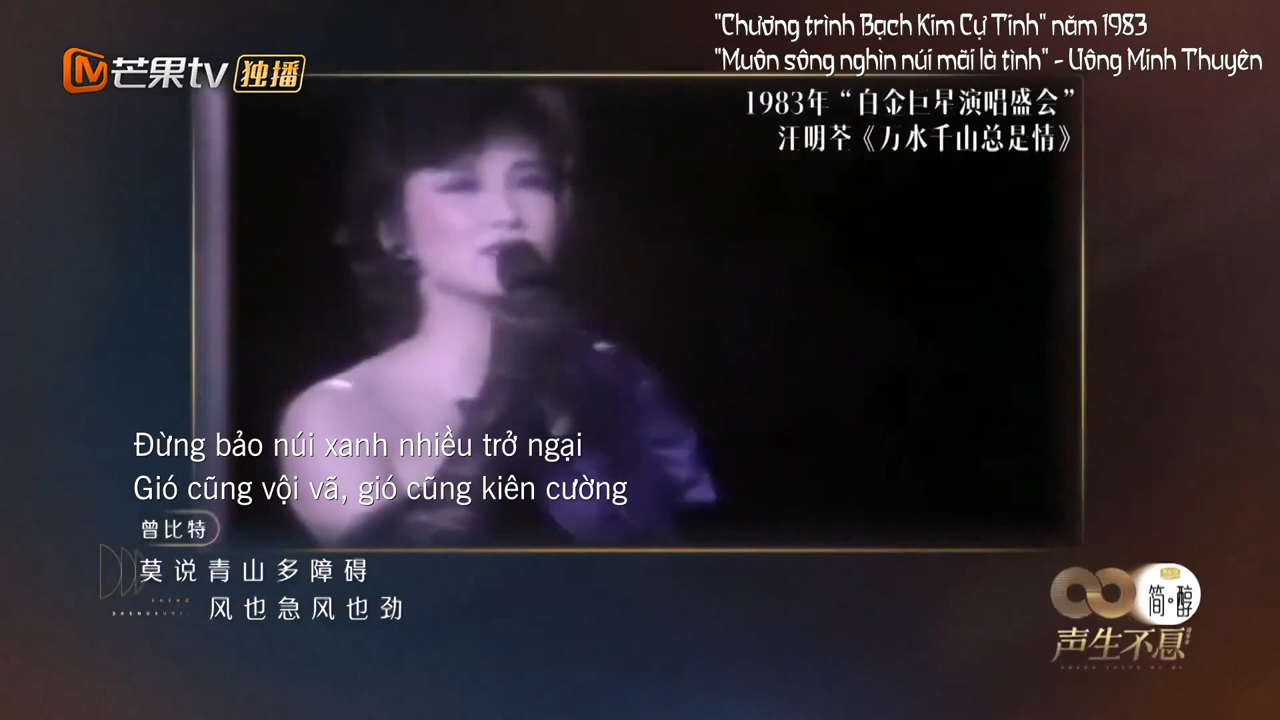 "Chương trình Bạch Kim Cự Tinh" năm 1983
"Muôn sông nghìn núi mãi là tình" - Uông Minh Thuyên
芒果tv 独播
1983年“白金巨星演唱盛会”
汪明荃《万水千山总是情》
Đừng bảo núi xanh nhiều trở ngại
Gió cũng vội vã, gió cũng kiên cường
曾比特
莫说青山多障碍
风也急风也劲
简醇
声生不息